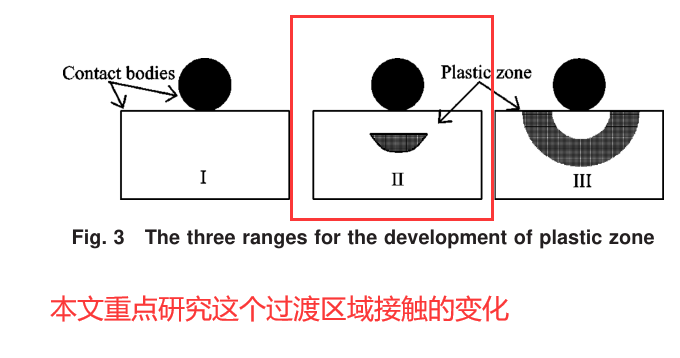 Contact bodies
Plastic zone
I
II
III
Fig. 3 The three ranges for the development of plastic zone
本文重点研究这个过渡区域接触的变化